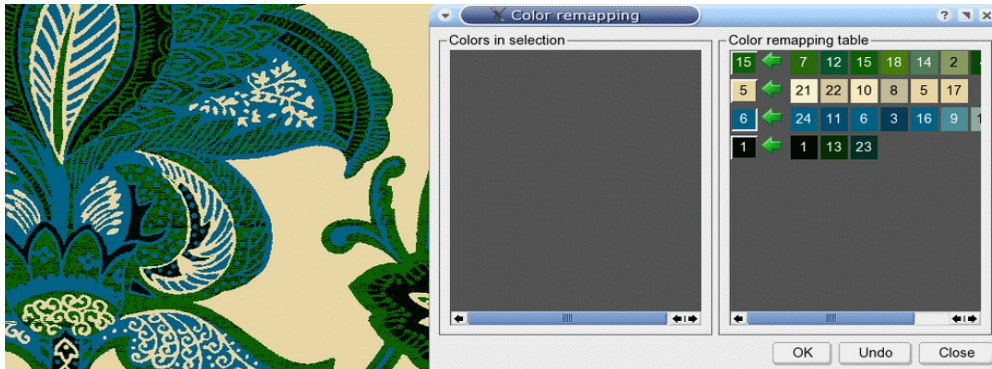 Color remapping
?
Colors in selection
Color remapping table
15 7 12 15 18 14 2
5 21 22 10 8 5 17
6 24 11 6 3 16 9
1 1 13 23
OK Undo Close